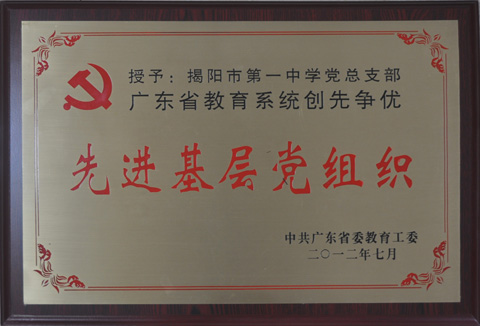 授予：揭阳市第一中学党总支部
广东省教育系统创先争优
先进基层党组织
中共广东省委教育工委
二〇一二年七月